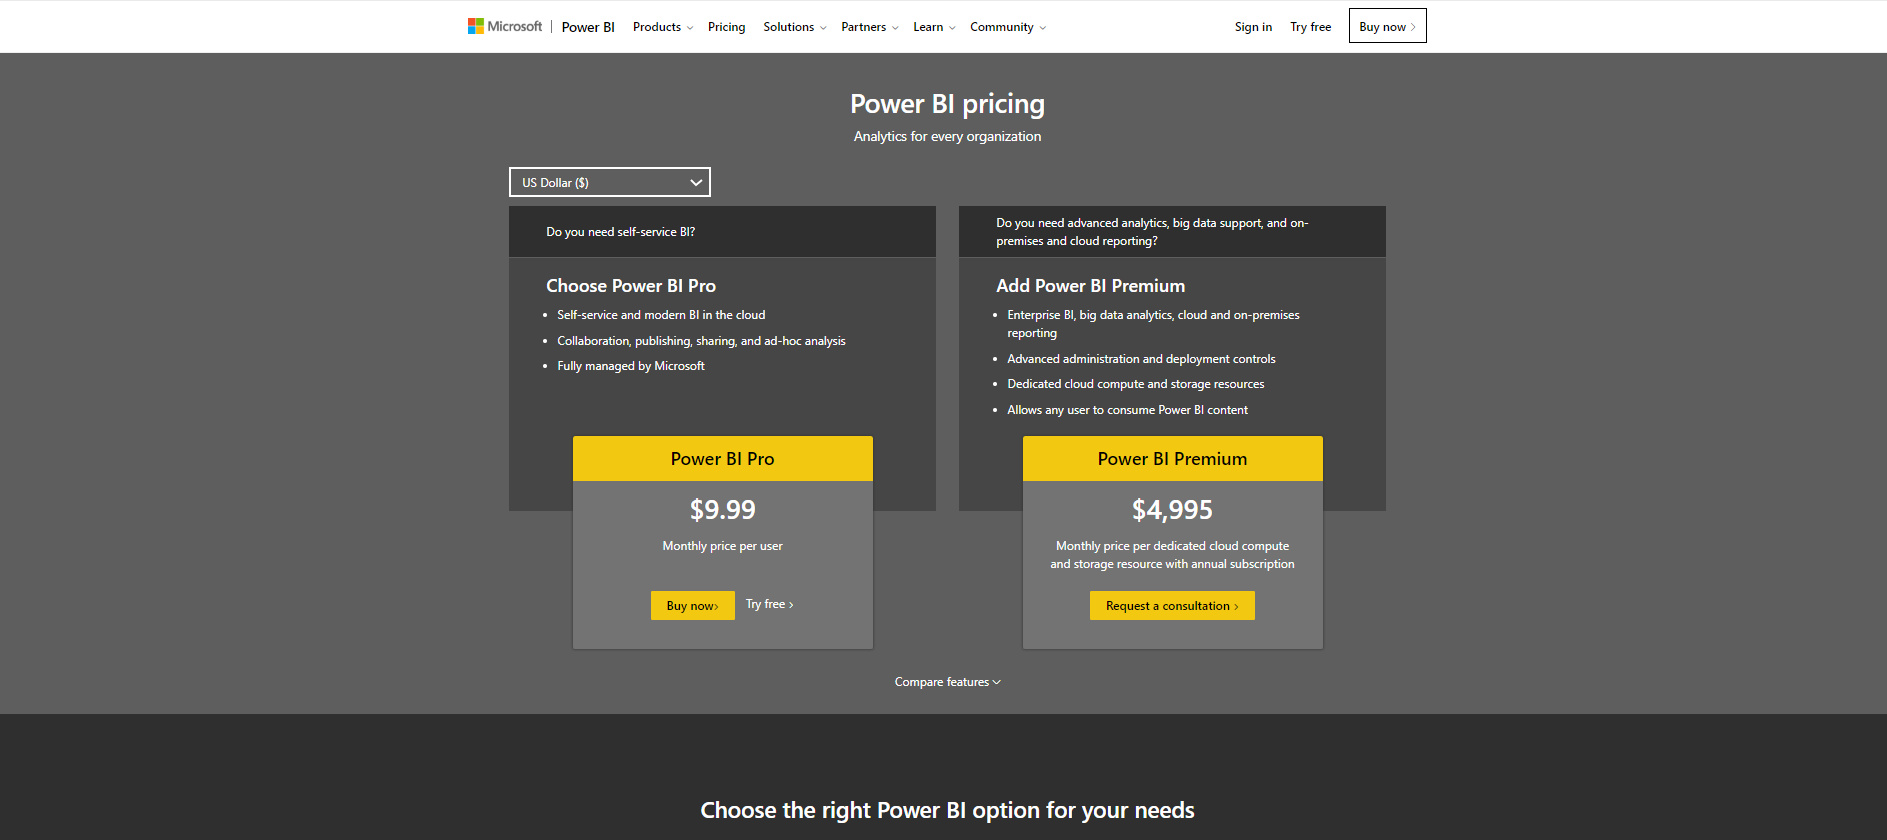 Microsoft | Power BI Products Pricing Solutions Partners Learn Community Sign in Try free Buy now
Power BI pricing
Analytics for every organization
US Dollar ($)
Do you need self-service BI?
Choose Power BI Pro
Self-service and modern BI in the cloud
Collaboration, publishing, sharing, and ad-hoc analysis
Fully managed by Microsoft
Power BI Pro
$9.99
Monthly price per user
Buy now› Try free ›
Do you need advanced analytics, big data support, and on-
premises and cloud reporting?
Add Power BI Premium
Enterprise BI, big data analytics, cloud and on-premises
reporting
Advanced administration and deployment controls
Dedicated cloud compute and storage resources
Allows any user to consume Power BI content
Power BI Premium
$4,995
Monthly price per dedicated cloud compute
and storage resource with annual subscription
Request a consultation ›
Compare features
Choose the right Power BI option for your needs